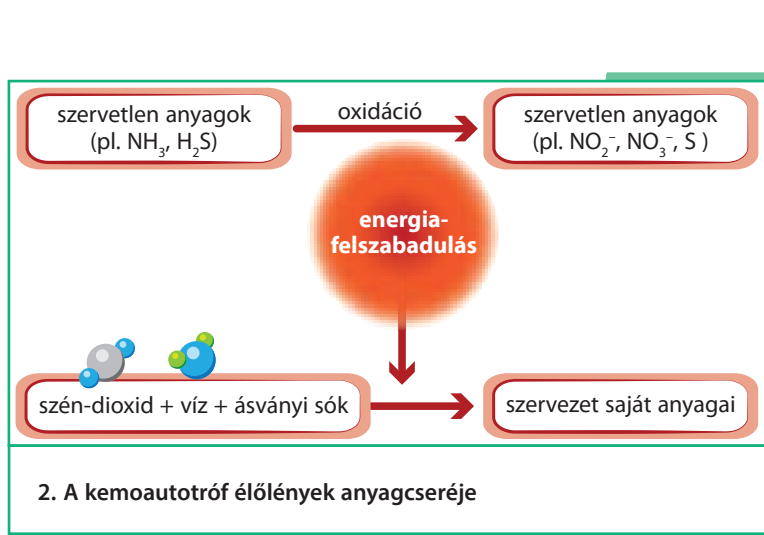 szervetlen anyagok
(pl. NH₃, H₂S)
oxidáció
szervetlen anyagok
(pl. NO₂⁻, NO₃⁻, S )
energia-
felszabadulás
szén-dioxid + víz + ásványi sók
szervezet saját anyagai
2. A kemoautotróf élőlények anyagcseréje